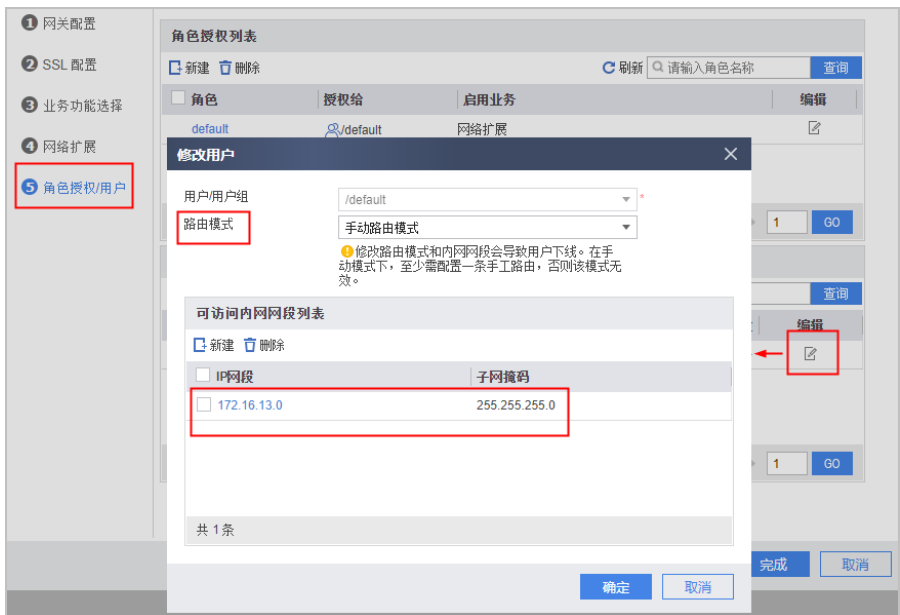 1 网关配置
2 SSL 配置
3 业务功能选择
4 网络扩展
5 角色授权/用户
角色授权列表
新建 删除 刷新 请输入角色名称 查询
角色 授权给 启用业务 编辑
default /default 网络扩展
1 GO
查询
编辑
1 GO
完成 取消
修改用户
用户/用户组 /default *
路由模式 手动路由模式
修改路由模式和内网网段会导致用户下线。在手
动模式下，至少需配置一条手工路由，否则该模式无
效。
可访问内网网段列表
新建 删除
IP网段 子网掩码
172.16.13.0 255.255.255.0
共 1 条
确定 取消